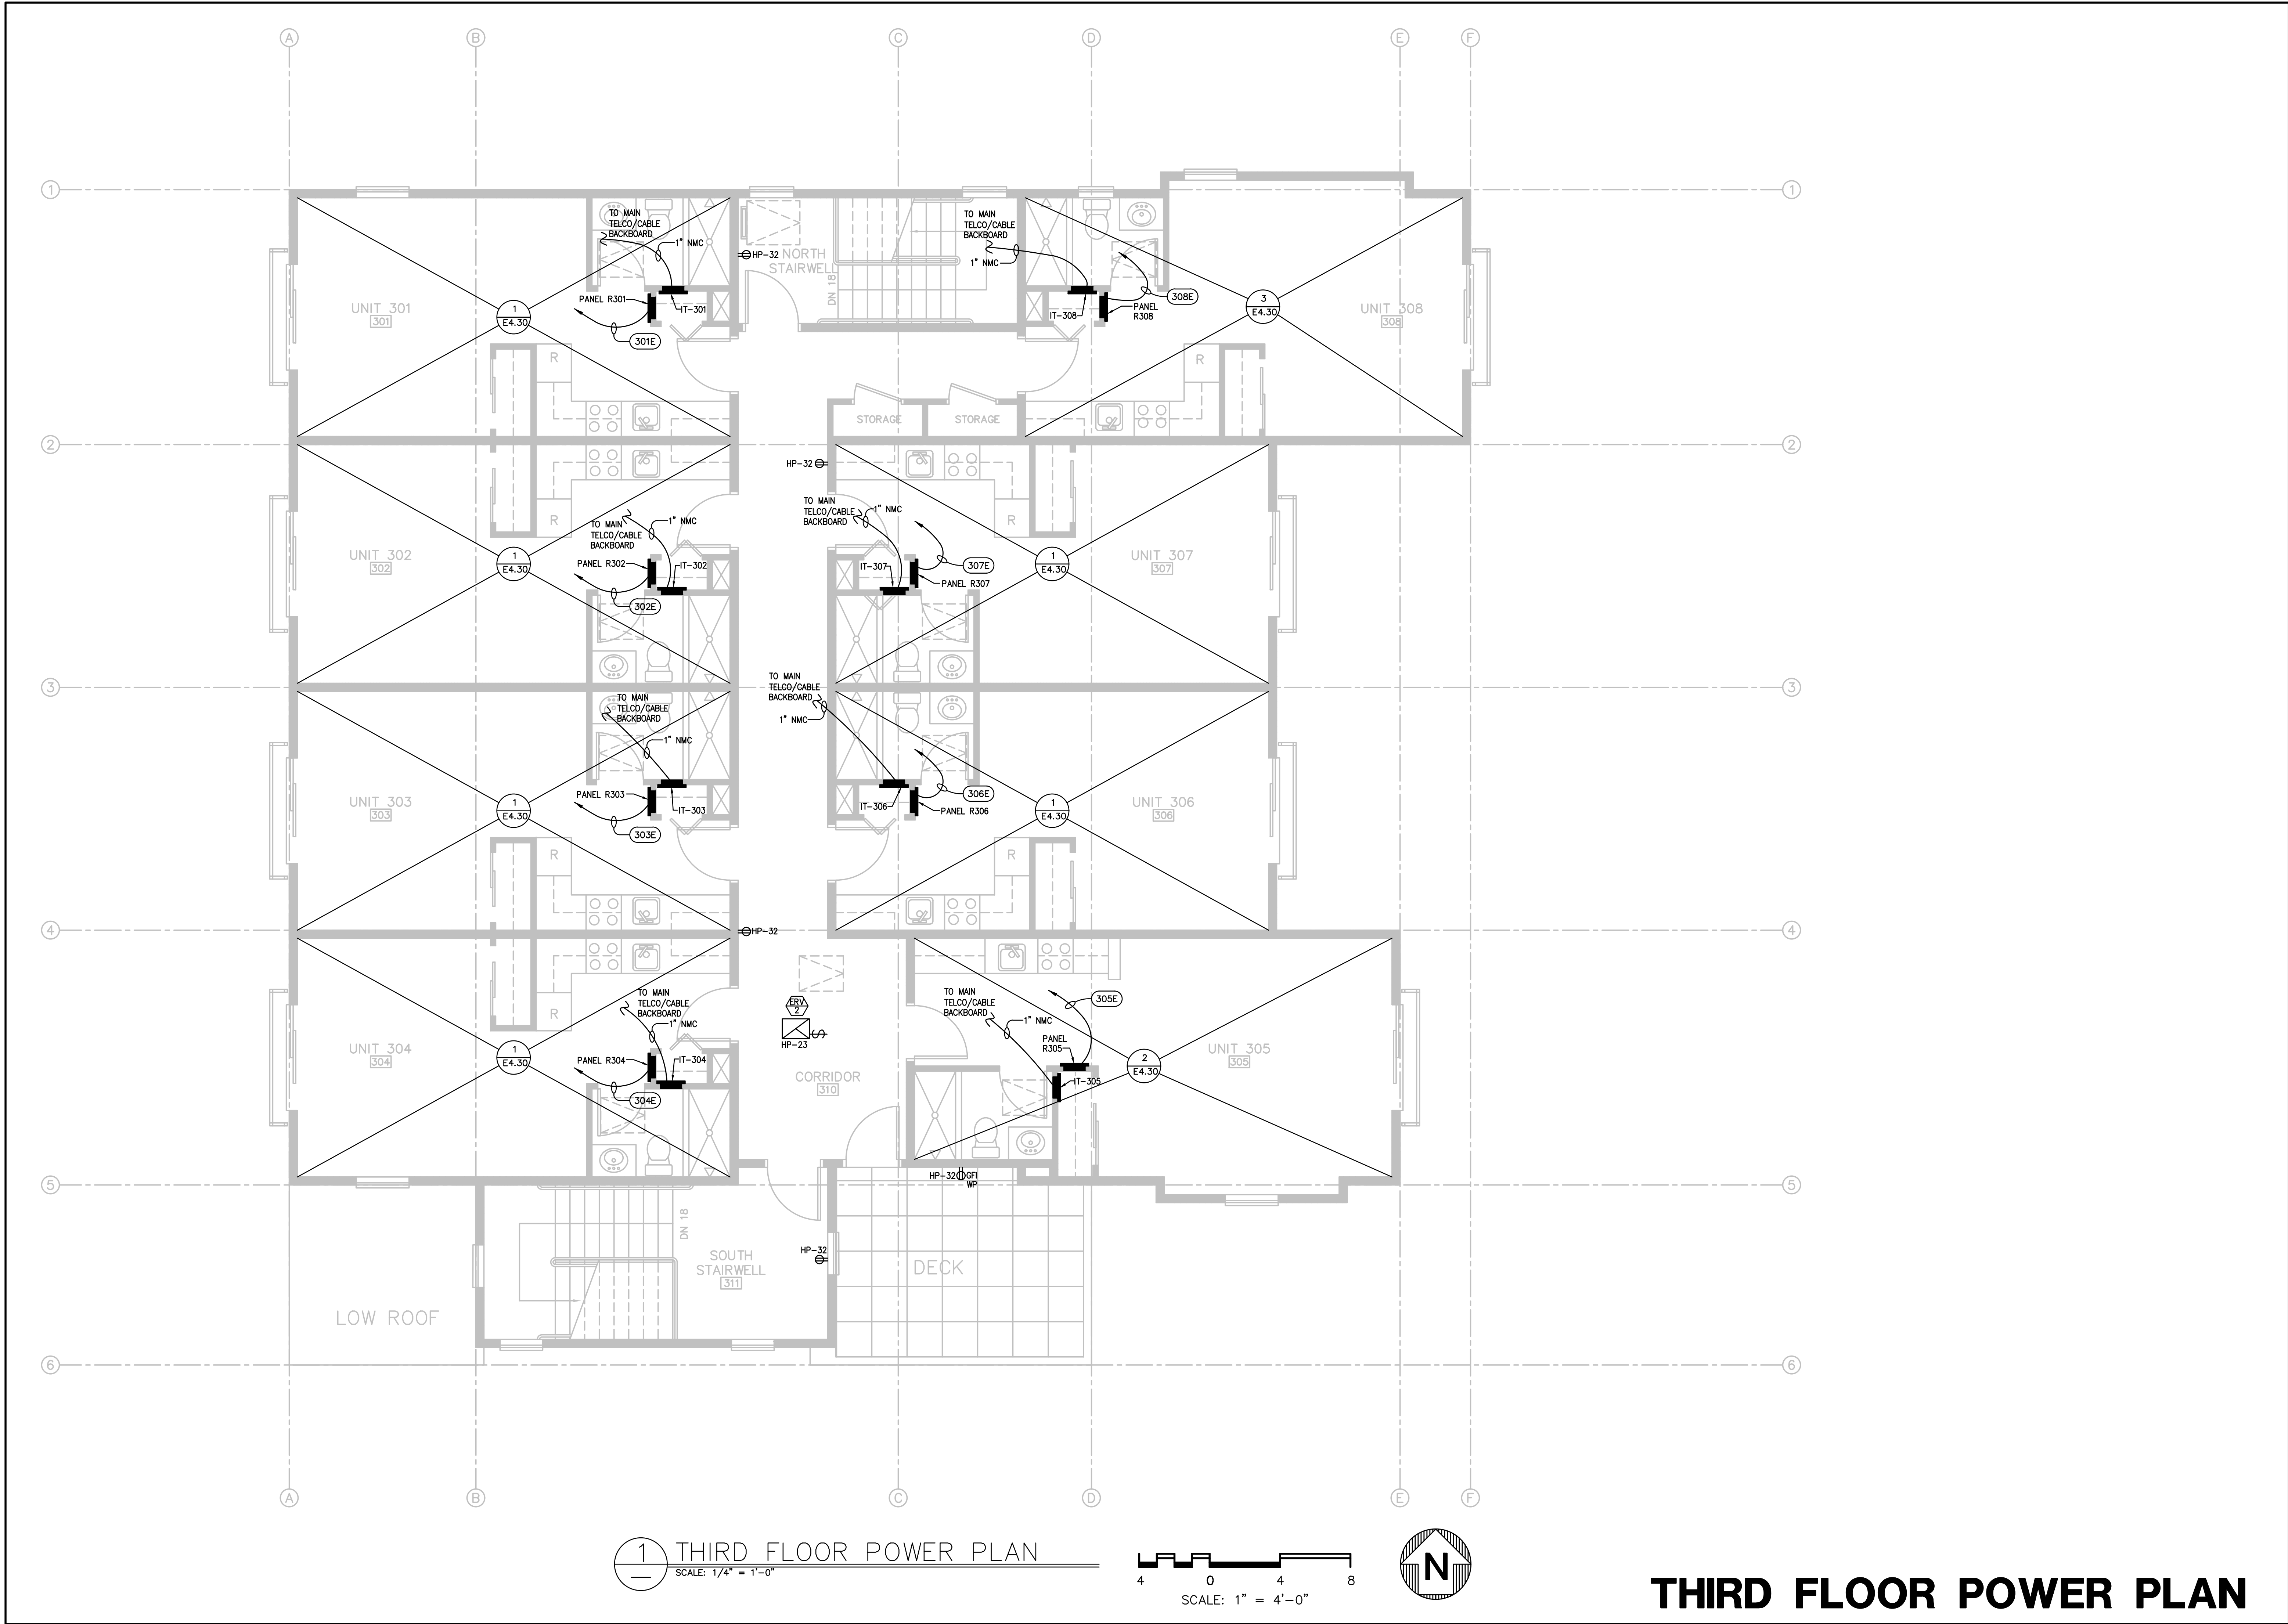 A
B
C
D
E
F
1
1
TO MAIN
TELCO/CABLE
BACKBOARD
1" NMC
HP-32
NORTH
STAIRWELL
DN 18
TO MAIN
TELCO/CABLE
BACKBOARD
1" NMC
PANEL R301
IT-301
301E
UNIT 301
301
1
E4.30
308E
PANEL
R308
IT-308
3
E4.30
UNIT 308
308
R
R
STORAGE
STORAGE
2
2
HP-32
R
R
TO MAIN
TELCO/CABLE
BACKBOARD
1" NMC
TO MAIN
TELCO/CABLE
BACKBOARD
1" NMC
UNIT 302
302
1
E4.30
PANEL R302
IT-302
302E
IT-307
307E
PANEL R307
1
E4.30
UNIT 307
307
3
3
TO MAIN
TELCO/CABLE
BACKBOARD
1" NMC
TO MAIN
TELCO/CABLE
BACKBOARD
1" NMC
UNIT 303
303
1
E4.30
PANEL R303
IT-303
303E
IT-306
306E
PANEL R306
1
E4.30
UNIT 306
306
R
R
4
4
HP-32
R
TO MAIN
TELCO/CABLE
BACKBOARD
1" NMC
ERV
2
HP-23
TO MAIN
TELCO/CABLE
BACKBOARD
1" NMC
305E
PANEL
R305
IT-305
2
E4.30
UNIT 305
305
UNIT 304
304
1
E4.30
PANEL R304
IT-304
304E
CORRIDOR
310
HP-32
GFI
WP
5
5
DN 18
SOUTH
STAIRWELL
311
HP-32
DECK
LOW ROOF
6
6
A
B
C
D
E
F
1
THIRD FLOOR POWER PLAN
SCALE: 1/4" = 1'-0"
4 0 4 8
SCALE: 1" = 4'-0"
N
THIRD FLOOR POWER PLAN